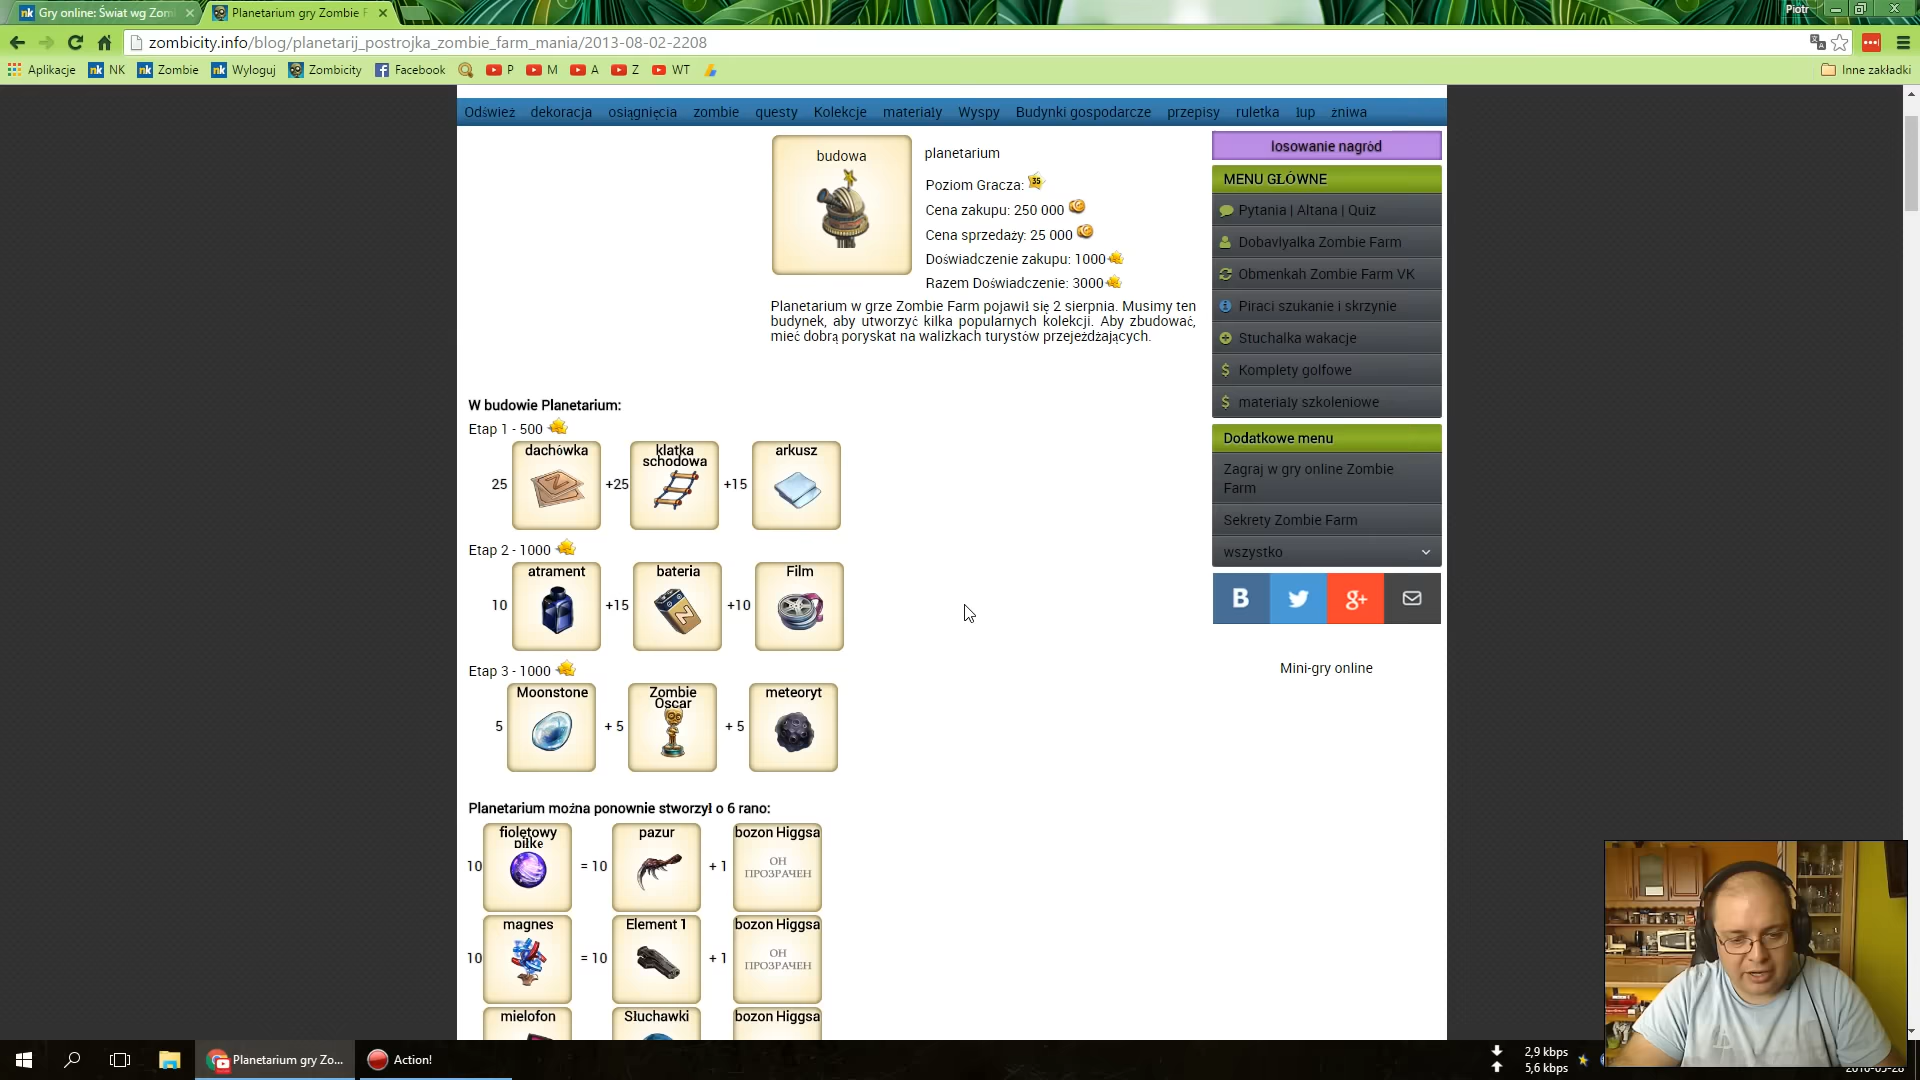 Gry online: Świat wg Zom
Planetarium gry Zombie F
Piotr
zombicity.info/blog/planetarij_postrojka_zombie_farm_mania/2013-08-02-2208
Aplikacje NK Zombie Wyloguj Zombicity Facebook P M A Z WT Inne zakładki
Odśwież dekoracja osiągnięcia zombie questy Kolekcje materiały Wyspy Budynki gospodarcze przepisy ruletka łup żniwa
budowa
planetarium
Poziom Gracza: 35
Cena zakupu: 250 000
Cena sprzedaży: 25 000
Doświadczenie zakupu: 1000
Razem Doświadczenie: 3000
Planetarium w grze Zombie Farm pojawił się 2 sierpnia. Musimy ten
budynek, aby utworzyć kilka popularnych kolekcji. Aby zbudować,
mieć dobrą poryskat na walizkach turystów przejeżdżających.
losowanie nagród
MENU GŁÓWNE
Pytania | Altana | Quiz
Dobavlyalka Zombie Farm
Obmenkah Zombie Farm VK
Piraci szukanie i skrzynie
Stuchalka wakacje
Komplety golfowe
materiały szkoleniowe
Dodatkowe menu
Zagraj w gry online Zombie
Farm
Sekrety Zombie Farm
wszystko
Mini-gry online
W budowie Planetarium:
Etap 1 - 500
dachówka klatka schodowa arkusz
25 +25 +15
Etap 2 - 1000
atrament bateria Film
10 +15 +10
Etap 3 - 1000
Moonstone Zombie Oscar meteoryt
5 + 5 + 5
Planetarium można ponownie stworzył o 6 rano:
fioletowy piłkę pazur bozon Higgsa
10 = 10 + 1 ОН ПРОЗРАЧЕН
magnes Element 1 bozon Higgsa
10 = 10 + 1 ОН ПРОЗРАЧЕН
mielofon Słuchawki bozon Higgsa
Planetarium gry Zo...
Action!
2,9 kbps
5,6 kbps